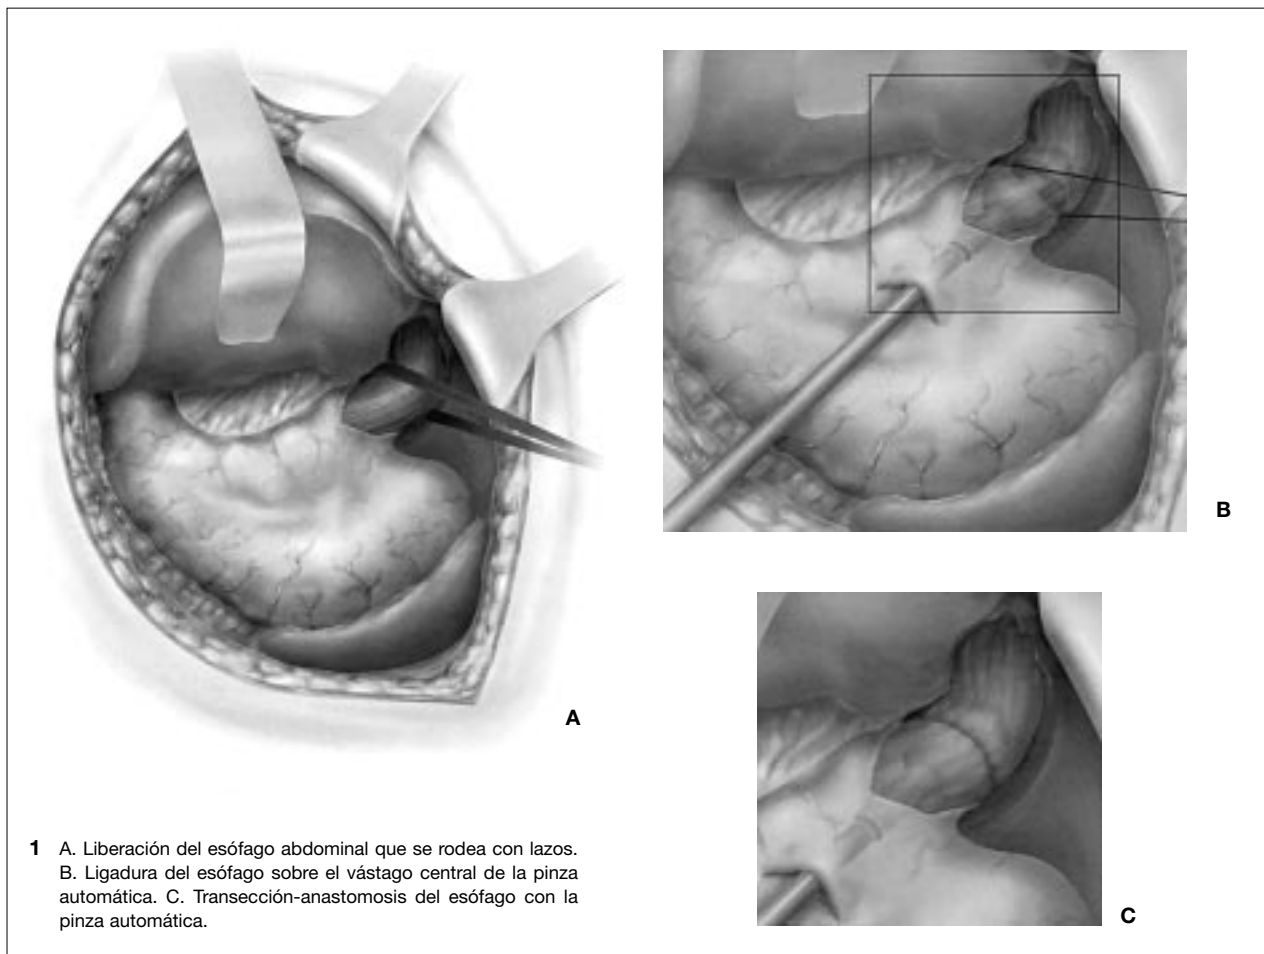 A
B
C
1 A. Liberación del esófago abdominal que se rodea con lazos.
B. Ligadura del esófago sobre el vástago central de la pinza
automática. C. Transección-anastomosis del esófago con la
pinza automática.